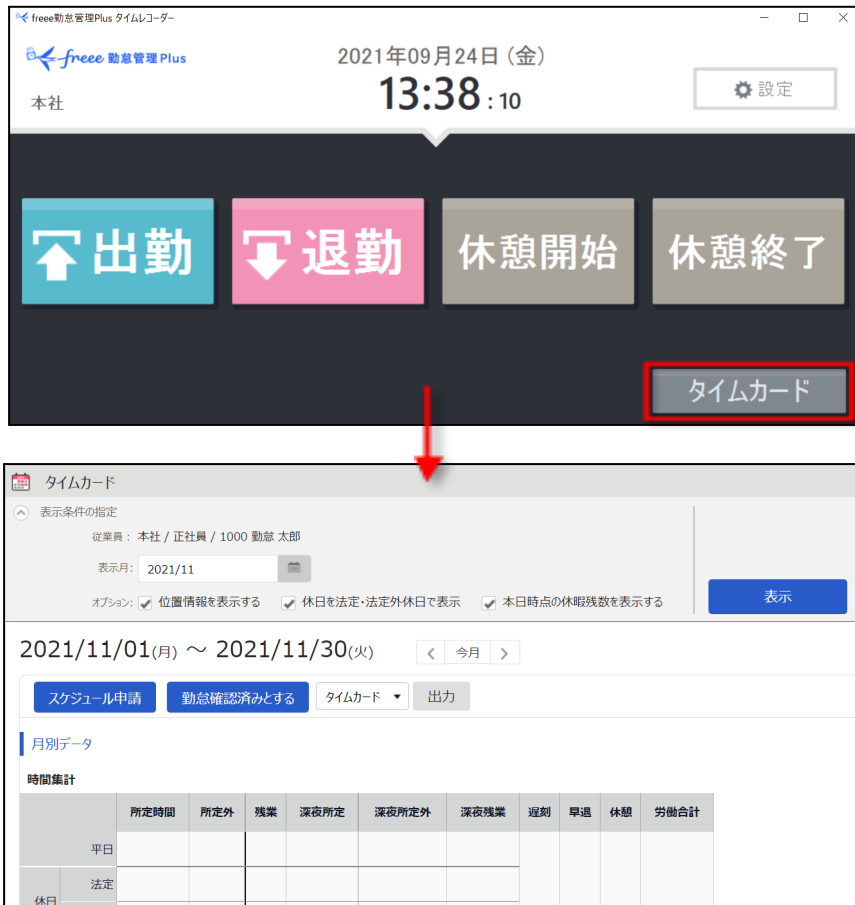 freee勤怠管理Plus タイムレコーダー
freee 勤怠管理 Plus
2021年09月24日（金）
13:38 : 10
設定
本社
出勤
退勤
休憩開始
休憩終了
タイムカード
タイムカード
表示条件の指定
従業員： 本社 / 正社員 / 1000 勤怠 太郎
表示月: 2021/11
オプション: 位置情報を表示する 休日を法定・法定外休日で表示 本日時点の休暇残数を表示する
表示
2021/11/01(月) ～ 2021/11/30(火) 今月
スケジュール申請 勤怠確認済みとする タイムカード 出力
月別データ
時間集計
所定時間 所定外 残業 深夜所定 深夜所定外 深夜残業 遅刻 早退 休憩 労働合計
平日
法定
休日